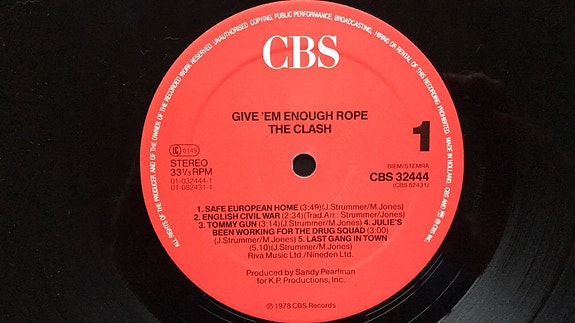 ALL RIGHTS OF THE PRODUCER AND OF THE OWNER OF THE RECORDED WORK RESERVED UNAUTHORISED COPYING, PUBLIC PERFORMANCE, BROADCASTING, HIRING OR RENTAL OF THIS RECORDING PROHIBITED. MADE IN HOLLAND.
CBS
GIVE 'EM ENOUGH ROPE
THE CLASH
1
IC 0149
STEREO
33⅓ RPM
01-032444-1
01-082431-1
BIEM/STEMRA
CBS 32444
(CBS 82431)
1. SAFE EUROPEAN HOME (3:49)(J.Strummer/M.Jones)
2. ENGLISH CIVIL WAR (2:34)(Trad.Arr.: Strummer/Jones)
3. TOMMY GUN (3:14)(J.Strummer/M.Jones) 4. JULIE'S
BEEN WORKING FOR THE DRUG SQUAD (3:00)
(J.Strummer/M.Jones) 5. LAST GANG IN TOWN
(5.10)(J.Strummer/M.Jones)
Riva Music Ltd./Nineden Ltd.
Produced by Sandy Pearlman
for K.P. Productions, Inc.
℗ 1978 CBS Records